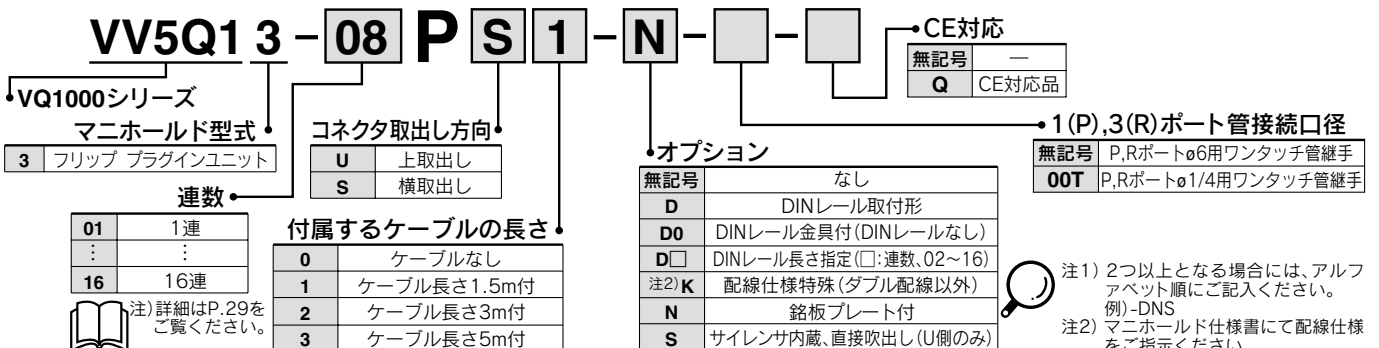 VV5Q1 3 - 08 P S 1 - N - □ - □
VQ1000シリーズ
マニホールド型式
3 フリップ プラグインユニット
連数
01 1連
⋮ ⋮
16 16連
注)詳細はP.29を
ご覧ください。
コネクタ取出し方向
U 上取出し
S 横取出し
付属するケーブルの長さ
0 ケーブルなし
1 ケーブル長さ1.5m付
2 ケーブル長さ3m付
3 ケーブル長さ5m付
オプション
無記号 なし
D DINレール取付形
D0 DINレール金具付(DINレールなし)
D□ DINレール長さ指定(□:連数、02〜16)
注2)K 配線仕様特殊(ダブル配線以外)
N 銘板プレート付
S サイレンサ内蔵、直接吹出し(U側のみ)
CE対応
無記号 —
Q CE対応品
1(P),3(R)ポート管接続口径
無記号 P,Rポートø6用ワンタッチ管継手
00T P,Rポートø1/4用ワンタッチ管継手
注1) 2つ以上となる場合には、アルフ
ァベット順にご記入ください。
例)-DNS
注2) マニホールド仕様書にて配線仕様
をご指示ください